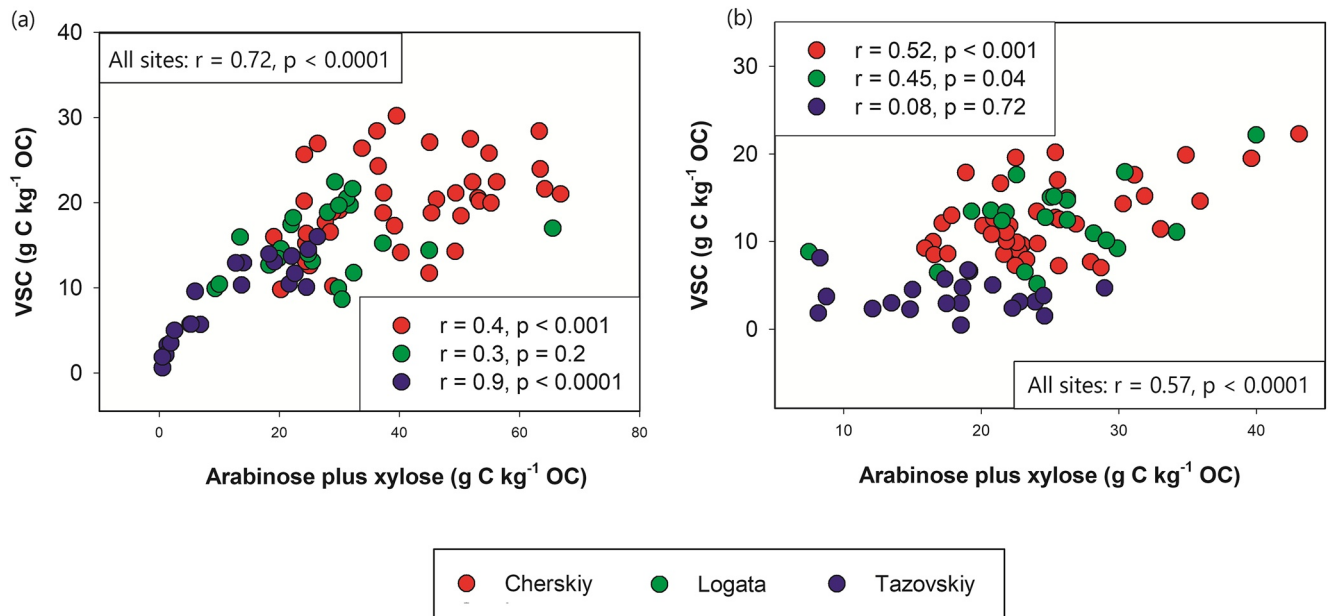 (a)
40
30
20
10
0
VSC (g C kg⁻¹ OC)
All sites: r = 0.72, p < 0.0001
r = 0.4, p < 0.001
r = 0.3, p = 0.2
r = 0.9, p < 0.0001
0 20 40 60 80
Arabinose plus xylose (g C kg⁻¹ OC)
(b)
30
20
10
0
VSC (g C kg⁻¹ OC)
r = 0.52, p < 0.001
r = 0.45, p = 0.04
r = 0.08, p = 0.72
All sites: r = 0.57, p < 0.0001
10 20 30 40
Arabinose plus xylose (g C kg⁻¹ OC)
Cherskiy Logata Tazovskiy